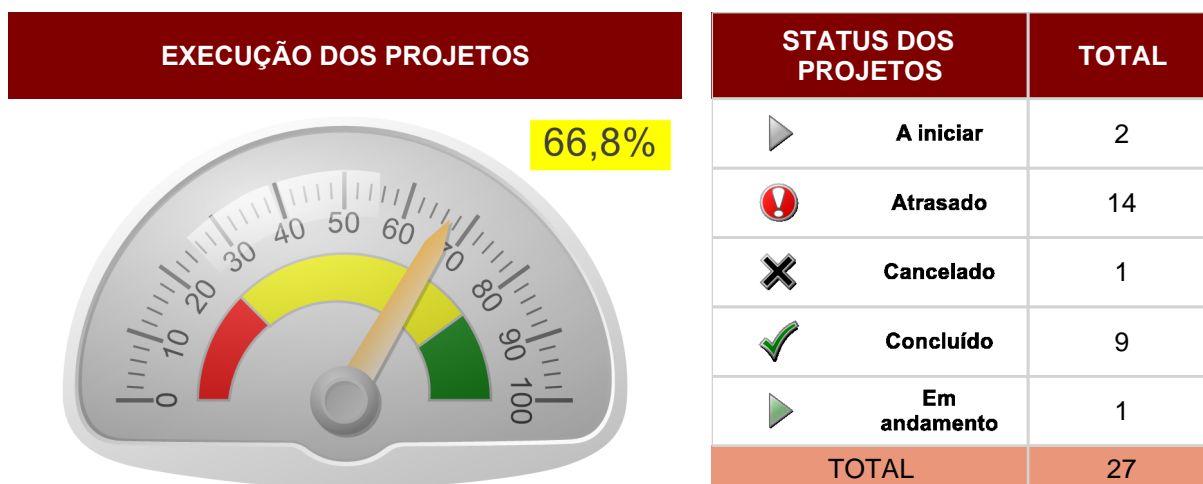 EXECUÇÃO DOS PROJETOS
66,8%
0
10
20
30
40
50
60
70
80
90
100
STATUS DOS
PROJETOS
TOTAL
A iniciar
2
Atrasado
14
Cancelado
1
Concluído
9
Em
andamento
1
TOTAL
27